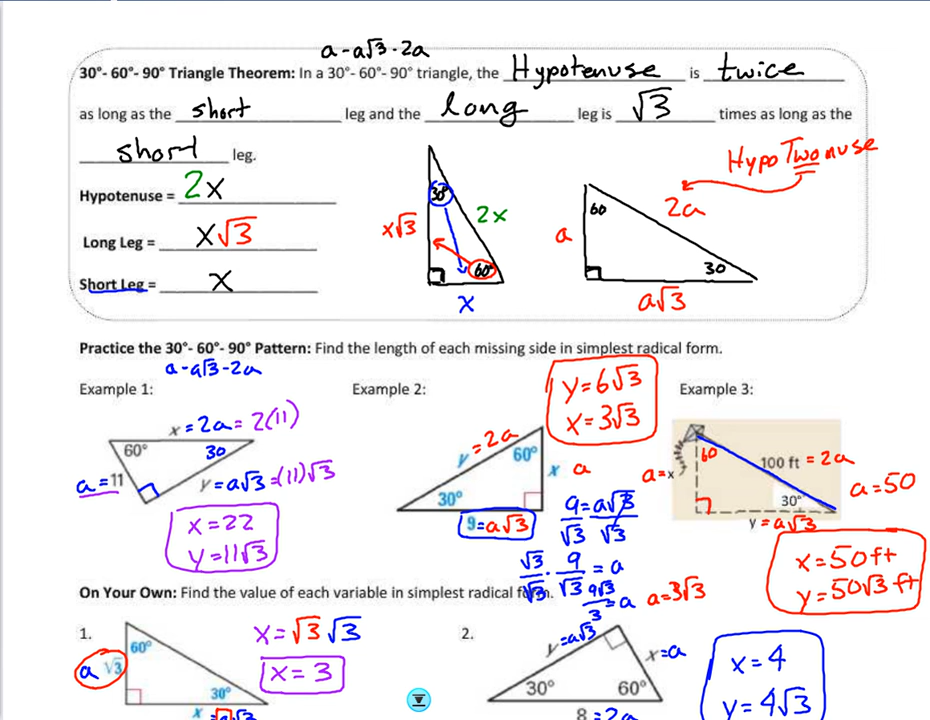 a - a√3 - 2a
30°- 60°- 90° Triangle Theorem: In a 30°- 60°- 90° triangle, the Hypotenuse is twice
as long as the short leg and the long leg is √3 times as long as the
short leg.
HypoTwonuse
Hypotenuse = 2x
Long Leg = x√3
Short Leg = x
30°
2x
x√3
60°
x
60
2a
a
30
a√3
Practice the 30°- 60°- 90° Pattern: Find the length of each missing side in simplest radical form.
a - a√3 - 2a
Example 1:
x = 2a = 2(11)
60°
30
a = 11
y = a√3 = (11)√3
x = 22
y = 11√3
Example 2:
y = 6√3
x = 3√3
y = 2a
60°
x a
30°
9 = a√3
9 = a√3
√3 √3
√3 · 9 = a
√3 √3
9√3 = a
3
a = 3√3
Example 3:
60
100 ft = 2a
a = x
30°
a = 50
y = a√3
x = 50 ft
y = 50√3 ft
On Your Own: Find the value of each variable in simplest radical form.
1.
60°
a √3
30°
x = a√3
x = √3 √3
x = 3
2.
y = a√3
x = a
30°
60°
8 = 2a
x = 4
y = 4√3